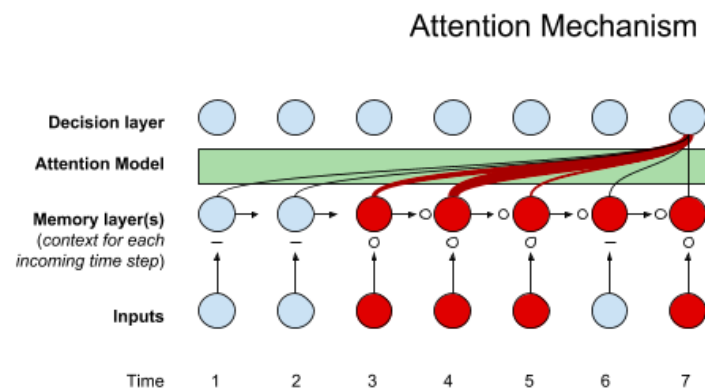 Attention Mechanism
Decision layer
Attention Model
Memory layer(s)
(context for each
incoming time step)
Inputs
Time 1 2 3 4 5 6 7